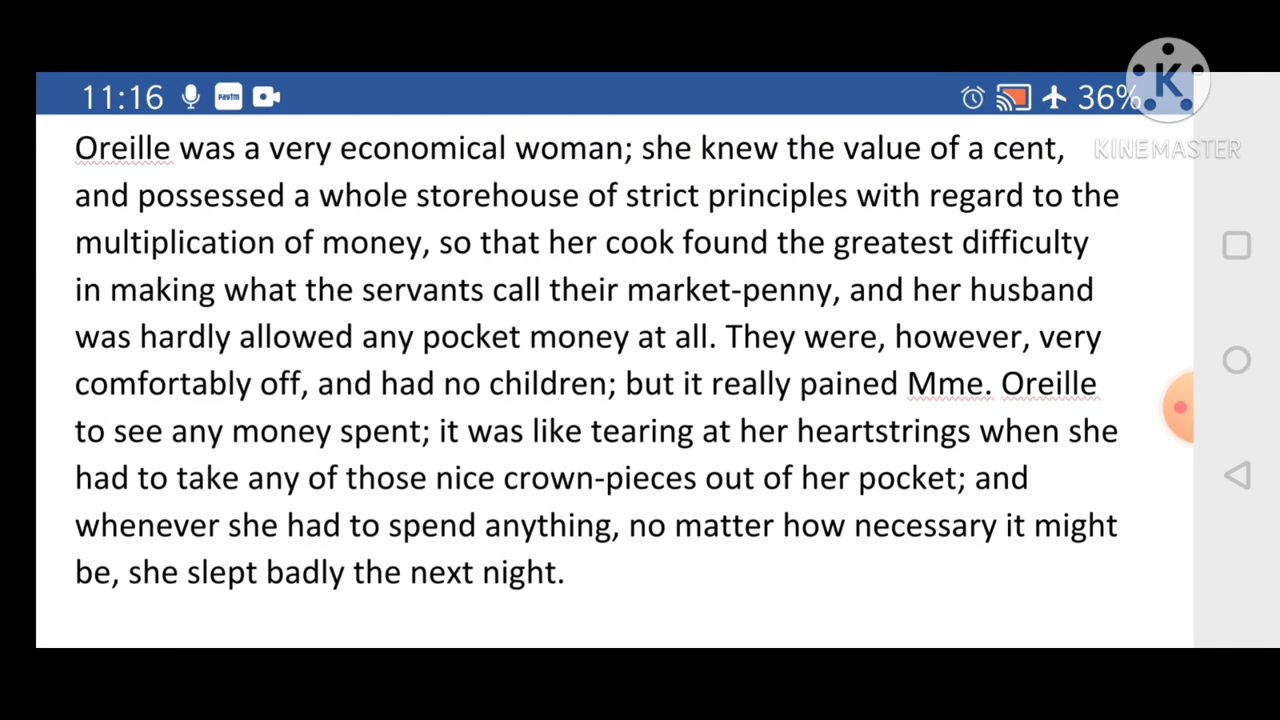 11:16 Paytm 36%
K
KINEMASTER
Oreille was a very economical woman; she knew the value of a cent,
and possessed a whole storehouse of strict principles with regard to the
multiplication of money, so that her cook found the greatest difficulty
in making what the servants call their market-penny, and her husband
was hardly allowed any pocket money at all. They were, however, very
comfortably off, and had no children; but it really pained Mme. Oreille
to see any money spent; it was like tearing at her heartstrings when she
had to take any of those nice crown-pieces out of her pocket; and
whenever she had to spend anything, no matter how necessary it might
be, she slept badly the next night.